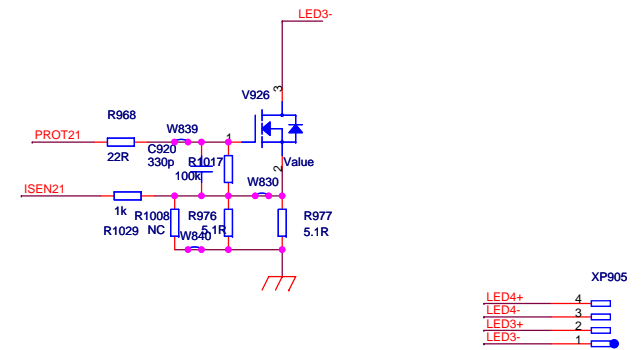 LED3-
3
V926
R968
W839
PROT21
1
C920
22R
330p
R1017
Value
100k
2
W830
ISEN21
1k
R1008
R976
R977
R1029
NC
5.1R
5.1R
W840
XP905
LED4+ 4
LED4- 3
LED3+ 2
LED3- 1